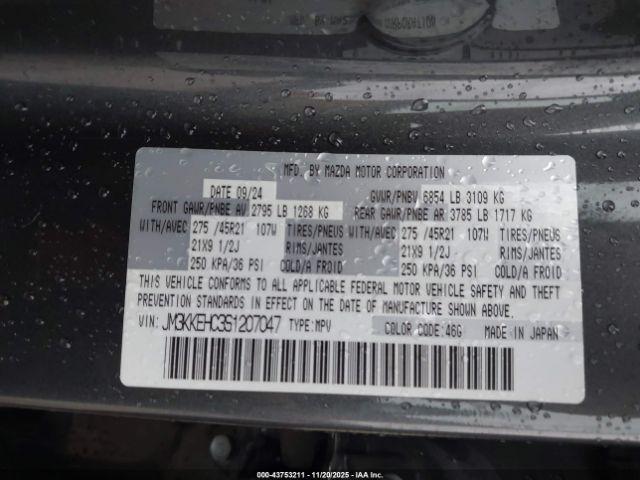 MFD. BY MAZDA MOTOR CORPORATION
DATE 09/24 GVWR/PNBV 6854 LB 3109 KG
FRONT GAWR/PNBE AV 2795 LB 1268 KG REAR GAWR/PNBE AR 3785 LB 1717 KG
WITH/AVEC 275 /45R21 107W TIRES/PNEUS WITH/AVEC 275 /45R21 107W TIRES/PNEUS
21X9 1/2J RIMS/JANTES 21X9 1/2J RIMS/JANTES
250 KPA/36 PSI COLD/A FROID 250 KPA/36 PSI COLD/A FROID
THIS VEHICLE CONFORMS TO ALL APPLICABLE FEDERAL MOTOR VEHICLE SAFETY AND THEFT
PREVENTION STANDARDS IN EFFECT ON THE DATE OF MANUFACTURE SHOWN ABOVE.
VIN: JM3KKEHC3S1207047 TYPE:MPV COLOR CODE:46G MADE IN JAPAN
000-43753211 - 11/20/2025 - IAA Inc.